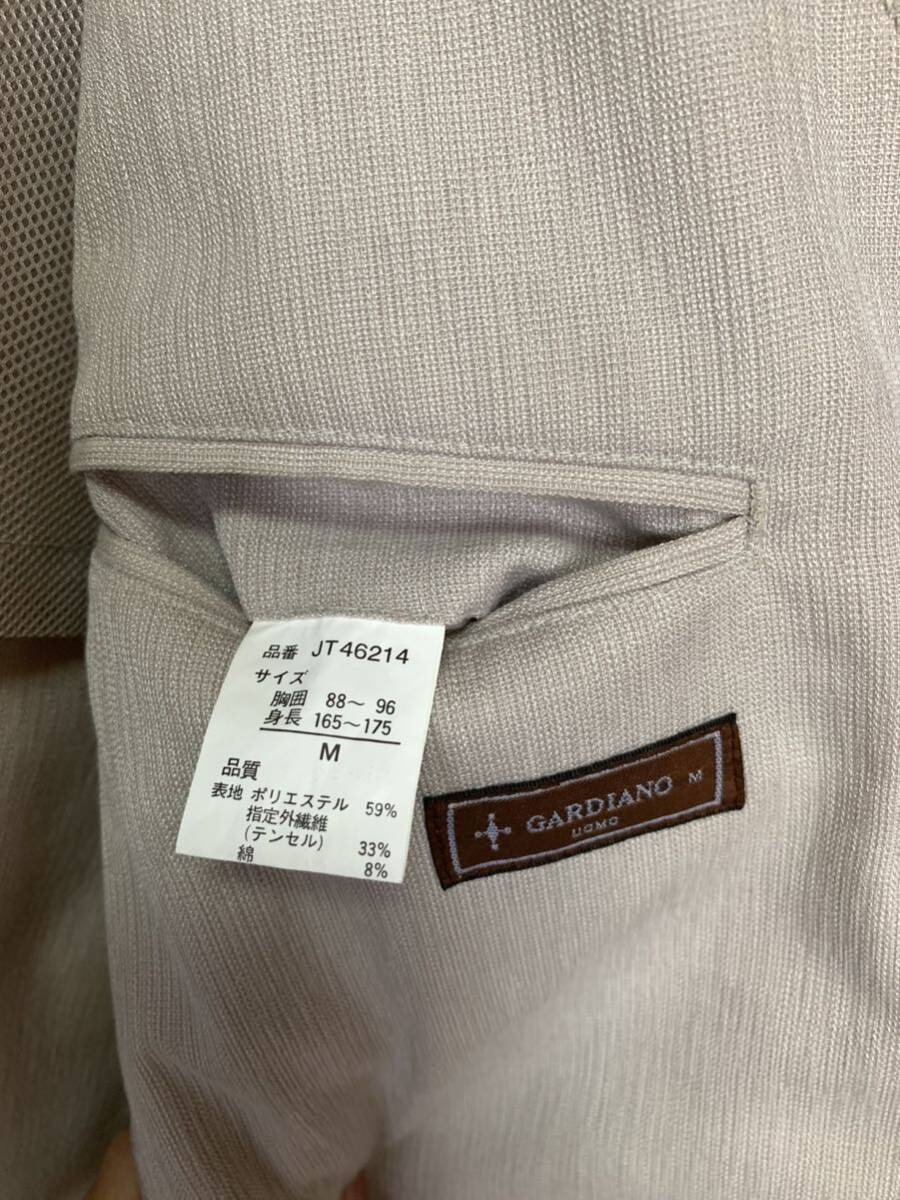 品番 JT46214
サイズ
胸囲 88～ 96
身長 165～175
M
品質
表地 ポリエステル 59%
指定外繊維
(テンセル) 33%
綿 8%
GARDIANO M
UOMO